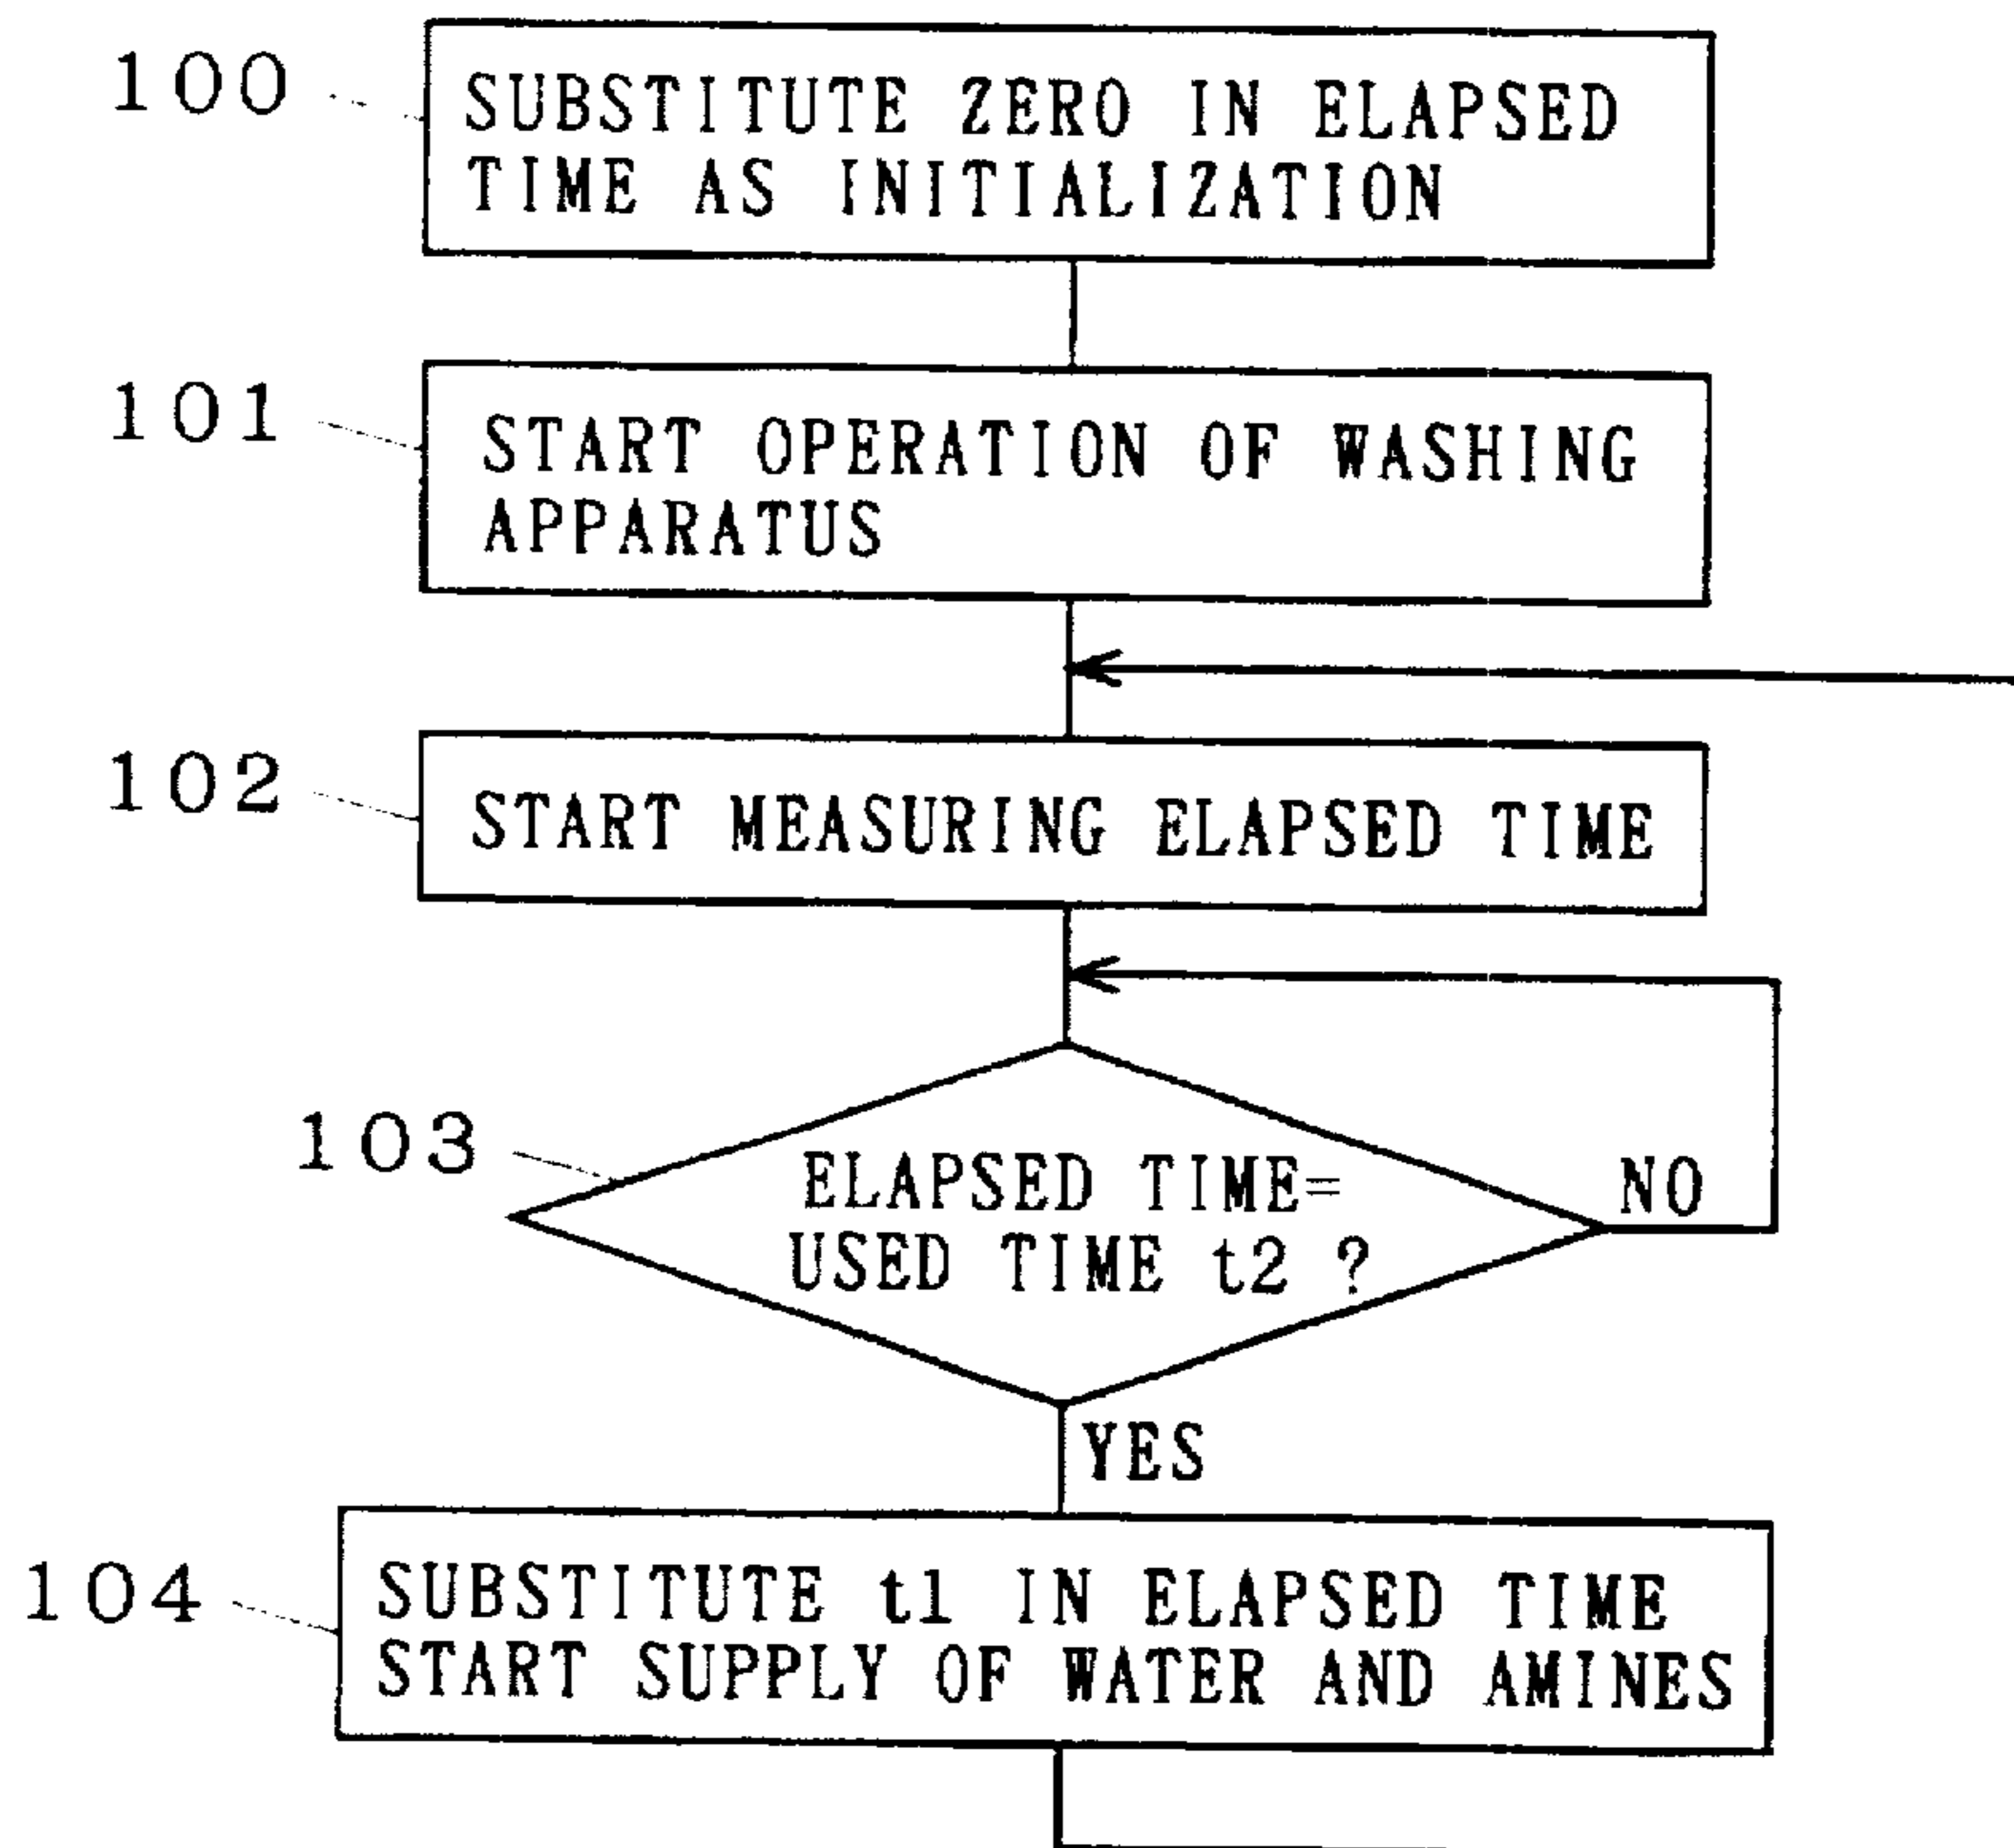 100
SUBSTITUTE ZERO IN ELAPSED
TIME AS INITIALIZATION
101
START OPERATION OF WASHING
APPARATUS
102
START MEASURING ELAPSED TIME
103
ELAPSED TIME=
USED TIME t2 ?
NO
YES
104
SUBSTITUTE t1 IN ELAPSED TIME
START SUPPLY OF WATER AND AMINES